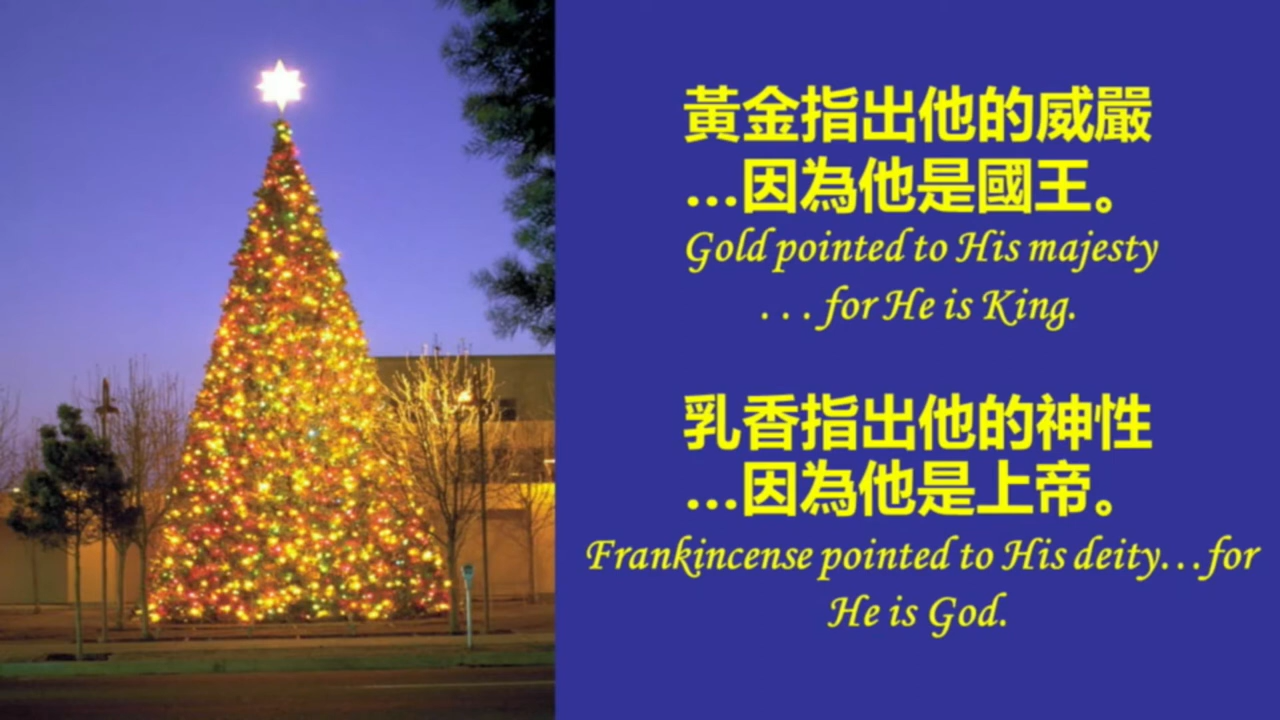 黃金指出他的威嚴
...因為他是國王。
Gold pointed to His majesty
. . . for He is King.
乳香指出他的神性
...因為他是上帝。
Frankincense pointed to His deity...for
He is God.